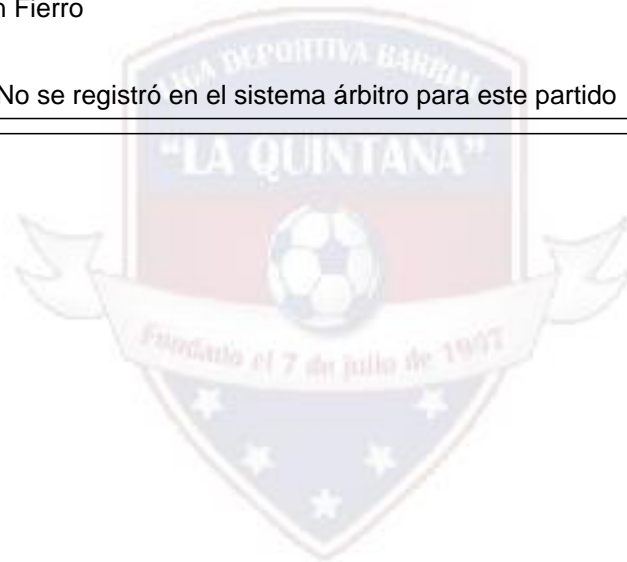 n Fierro
LIGA DEPORTIVA BARRIAL
No se registró en el sistema árbitro para este partido
"LA QUINTANA"
Fundado el 7 de julio de